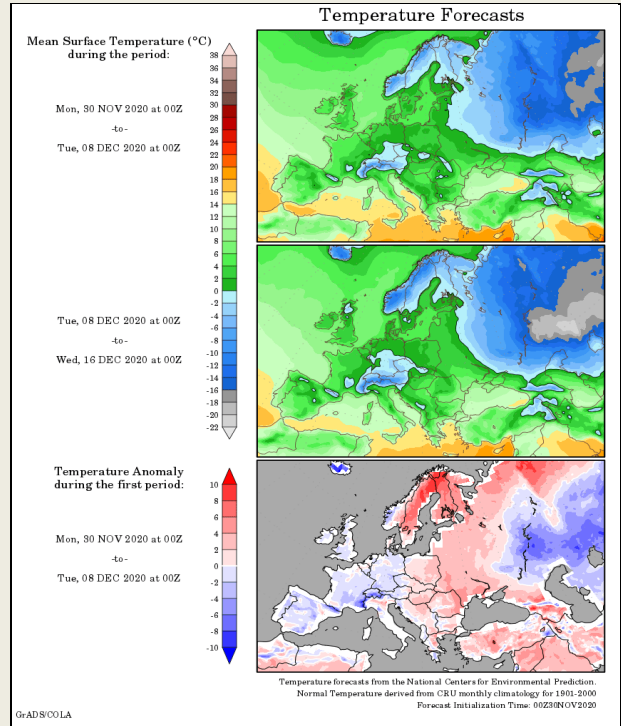 Temperature Forecasts
Mean Surface Temperature (°C)
during the period:
Mon, 30 NOV 2020 at 00Z
-to-
Tue, 08 DEC 2020 at 00Z
38
36
34
32
30
28
26
24
22
20
18
16
14
12
10
8
6
4
2
0
-2
-4
-6
-8
-10
-12
-14
-16
-18
-20
-22
Tue, 08 DEC 2020 at 00Z
-to-
Wed, 16 DEC 2020 at 00Z
Temperature Anomaly
during the first period:
Mon, 30 NOV 2020 at 00Z
-to-
Tue, 08 DEC 2020 at 00Z
10
8
6
4
2
0
-2
-4
-6
-8
-10
Temperature forecasts from the National Centers for Environmental Prediction.
Normal Temperature derived from CRU monthly climatology for 1901-2000
Forecast Initialization Time: 00Z30NOV2020
GrADS/COLA